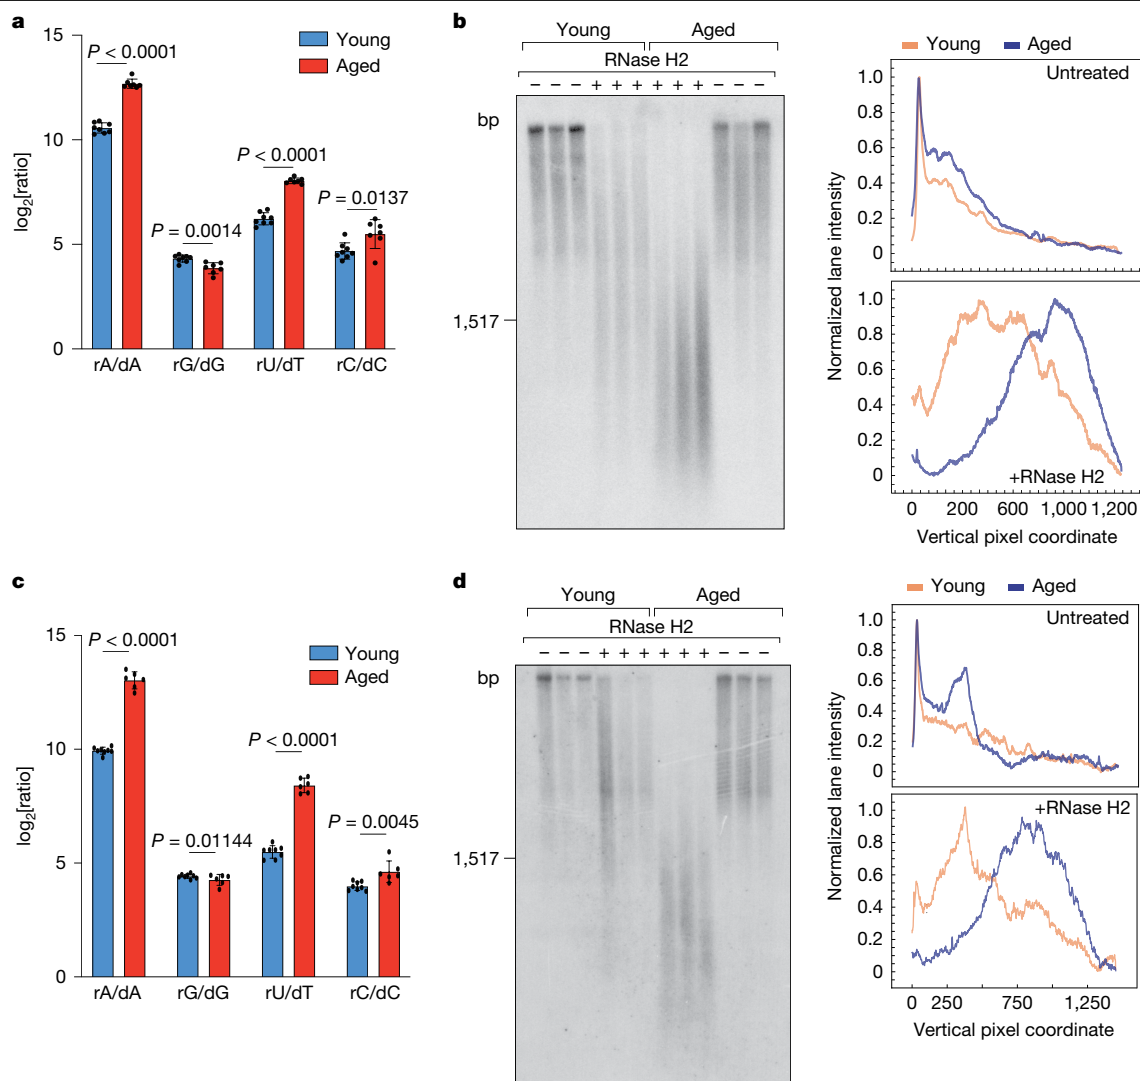 a
15
10
5
0
log2[ratio]
P < 0.0001
P = 0.0014
P < 0.0001
P = 0.0137
Young
Aged
rA/dA
rG/dG
rU/dT
rC/dC
b
Young
Aged
RNase H2
– – – + + + + + + – – –
bp
1,517
Young
Aged
Untreated
1.0
0.8
0.6
0.4
0.2
0
Normalized lane intensity
1.0
0.8
0.6
0.4
0.2
0
+RNase H2
0 200 600 1,000 1,200
Vertical pixel coordinate
c
15
10
5
0
log2[ratio]
P < 0.0001
P = 0.01144
P < 0.0001
P = 0.0045
Young
Aged
rA/dA
rG/dG
rU/dT
rC/dC
d
Young
Aged
RNase H2
– – – + + + + + + – – –
bp
1,517
Young
Aged
Untreated
1.0
0.8
0.6
0.4
0.2
0
Normalized lane intensity
+RNase H2
1.0
0.8
0.6
0.4
0.2
0
0 250 750 1,250
Vertical pixel coordinate